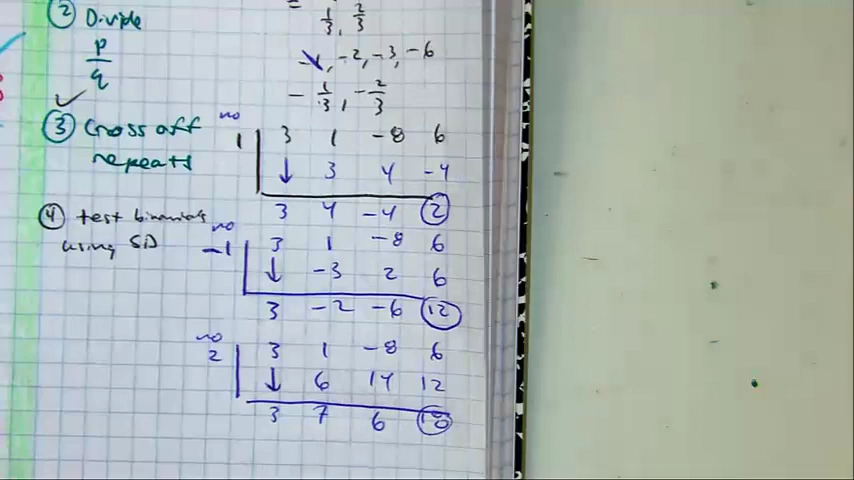 ② Divide
P
q
③ Cross off
repeats
④ test binomials
using SD
=
1/3, 2/3
-1, -2, -3, -6
- 1/3, - 2/3
no
1 | 3 1 -8 6
↓ 3 4 -4
3 4 -4 2
no
-1 | 3 1 -8 6
↓ -3 2 6
3 -2 -6 12
no
2 | 3 1 -8 6
↓ 6 14 12
3 7 6 18